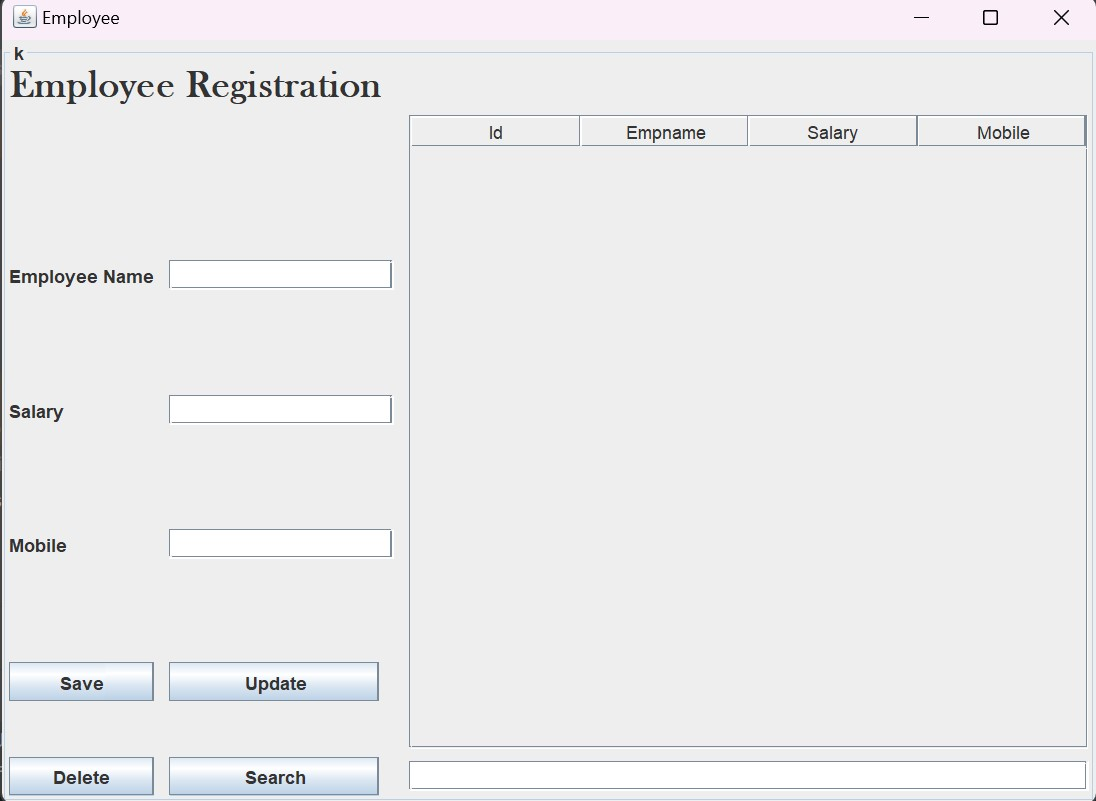 Employee
k
Employee Registration
Id Empname Salary Mobile
Employee Name
Salary
Mobile
Save Update
Delete Search